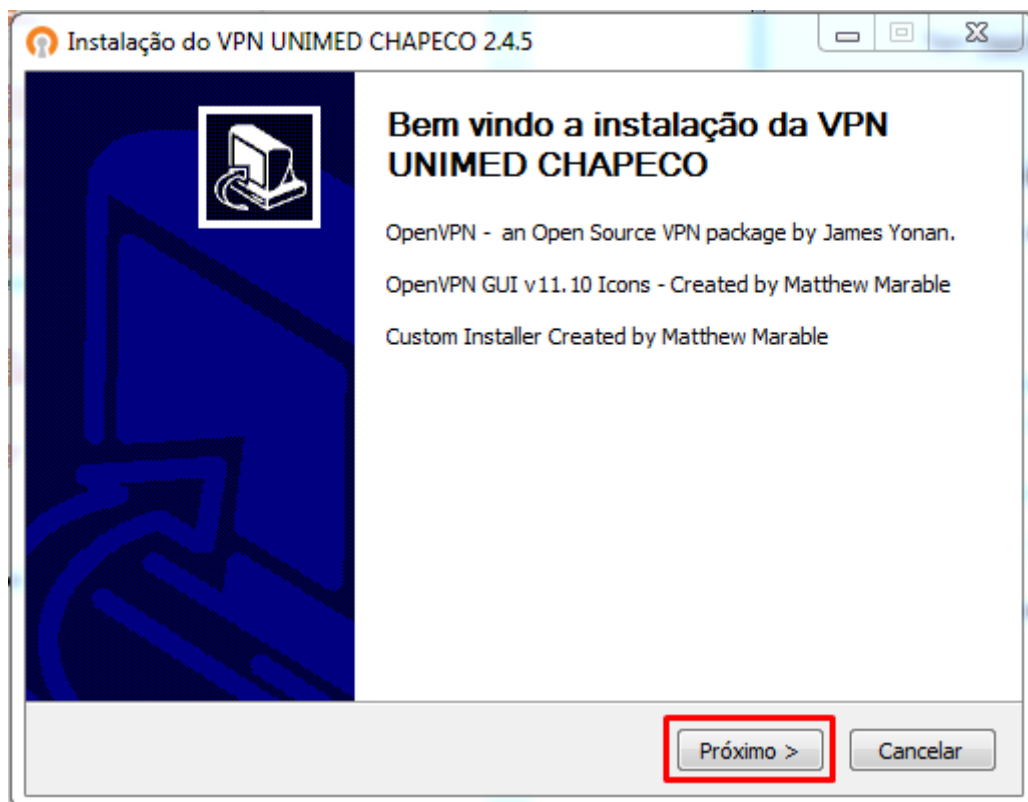 Instalação do VPN UNIMED CHAPECO 2.4.5
Bem vindo a instalação da VPN
UNIMED CHAPECO
OpenVPN - an Open Source VPN package by James Yonan.
OpenVPN GUI v11.10 Icons - Created by Matthew Marable
Custom Installer Created by Matthew Marable
Próximo >
Cancelar